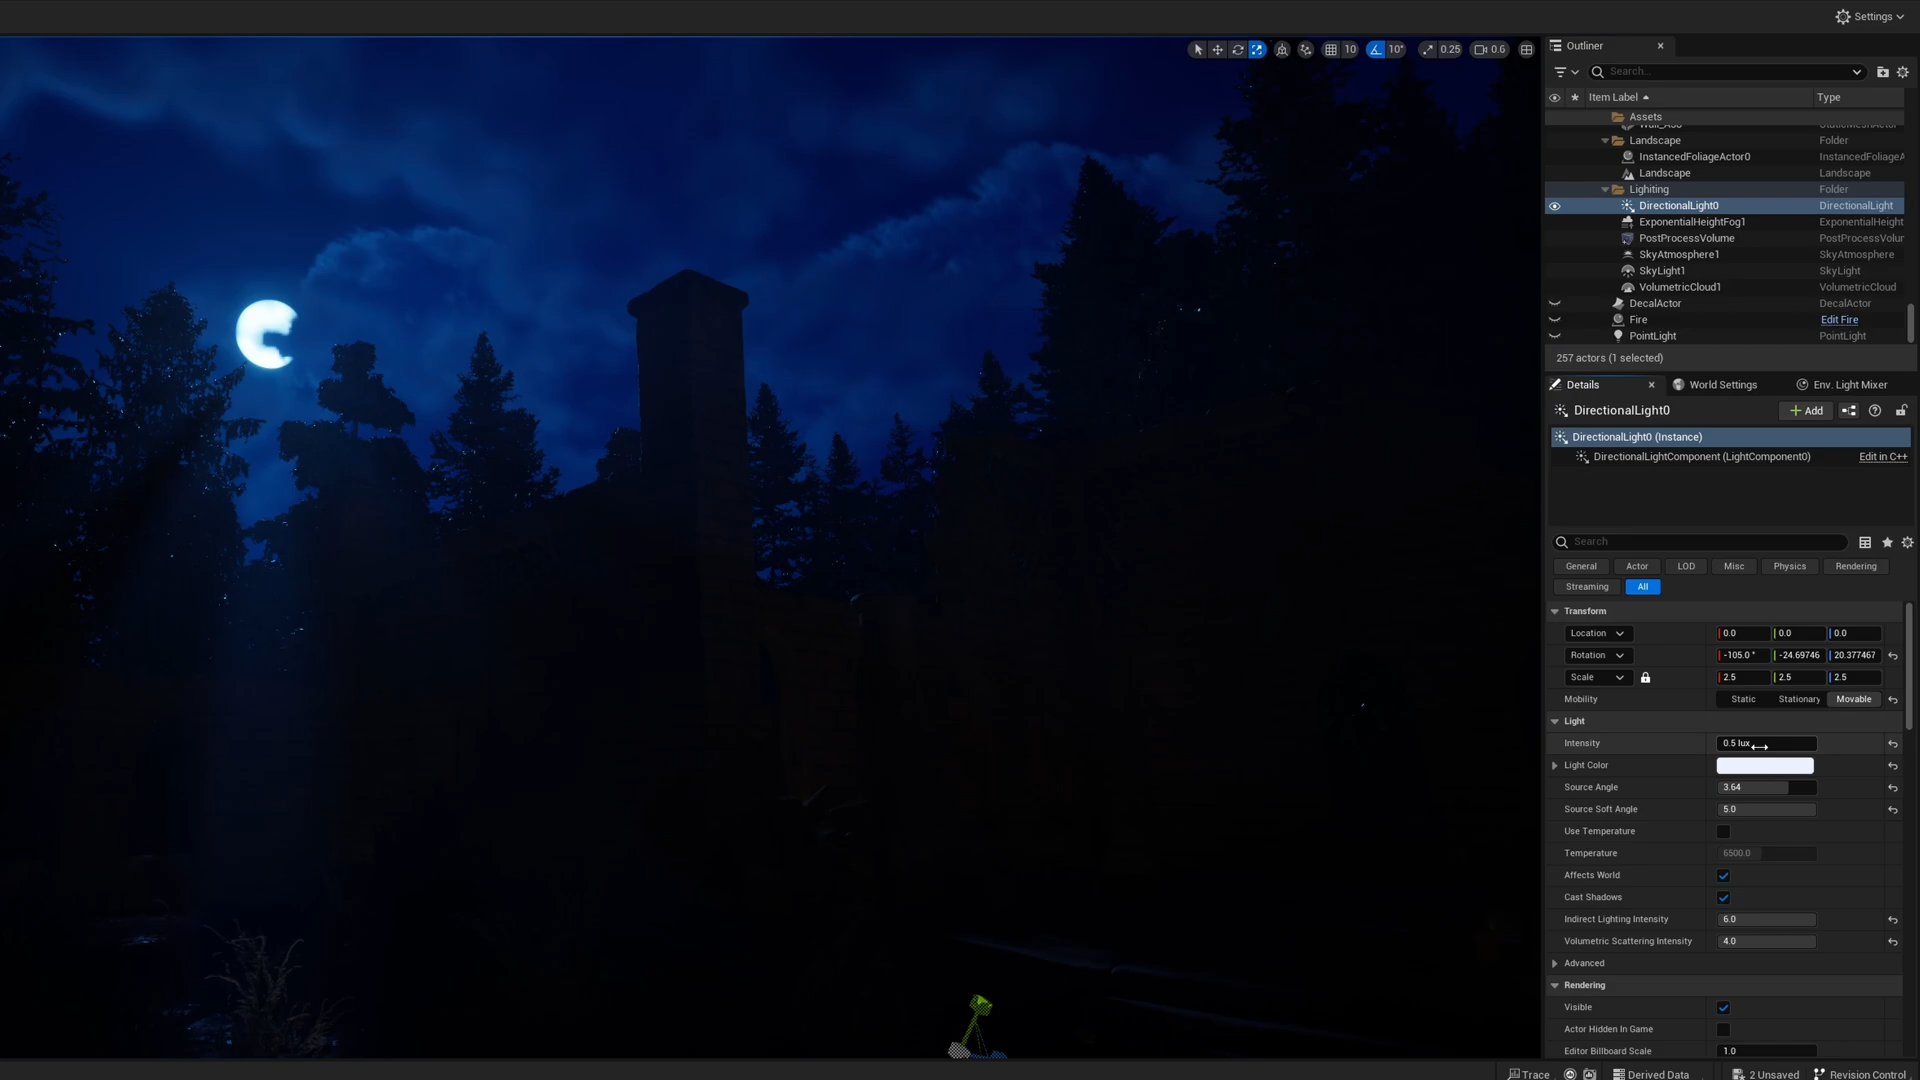 Settings
10
10°
0.25
0.6
Outliner
Search...
Item Label
Type
Assets
StaticMeshActor
Landscape
Folder
InstancedFoliageActor0
InstancedFoliageA
Landscape
Landscape
Lighting
Folder
DirectionalLight0
DirectionalLight
ExponentialHeightFog1
ExponentialHeight
PostProcessVolume
PostProcessVolur
SkyAtmosphere1
SkyAtmosphere
SkyLight1
SkyLight
VolumetricCloud1
VolumetricCloud
DecalActor
DecalActor
Fire
Edit Fire
PointLight
PointLight
257 actors (1 selected)
Details
World Settings
Env. Light Mixer
DirectionalLight0
Add
DirectionalLight0 (Instance)
DirectionalLightComponent (LightComponent0)
Edit in C++
Search
General
Actor
LOD
Misc
Physics
Rendering
Streaming
All
Transform
Location
0.0
0.0
0.0
Rotation
-105.0 °
-24.69746
20.377467
Scale
2.5
2.5
2.5
Mobility
Static
Stationary
Movable
Light
Intensity
0.5 lux
Light Color
Source Angle
3.64
Source Soft Angle
5.0
Use Temperature
Temperature
6500.0
Affects World
Cast Shadows
Indirect Lighting Intensity
6.0
Volumetric Scattering Intensity
4.0
Advanced
Rendering
Visible
Actor Hidden In Game
Editor Billboard Scale
1.0
Trace
Derived Data
2 Unsaved
Revision Control